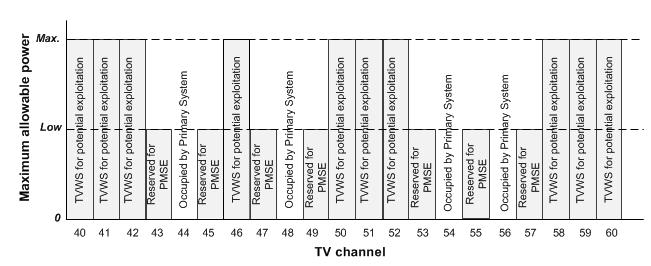 Maximum allowable power
Max.
Low
0
TVWS for potential exploitation
TVWS for potential exploitation
TVWS for potential exploitation
Reserved for
PMSE
Occupied by Primary System
Reserved for
PMSE
TVWS for potential exploitation
Reserved for
PMSE
Occupied by Primary System
Reserved for
PMSE
TVWS for potential exploitation
TVWS for potential exploitation
TVWS for potential exploitation
Reserved for
PMSE
Occupied by Primary System
Reserved for
PMSE
Occupied by Primary System
Reserved for
PMSE
TVWS for potential exploitation
TVWS for potential exploitation
TVWS for potential exploitation
40 41 42 43 44 45 46 47 48 49 50 51 52 53 54 55 56 57 58 59 60
TV channel